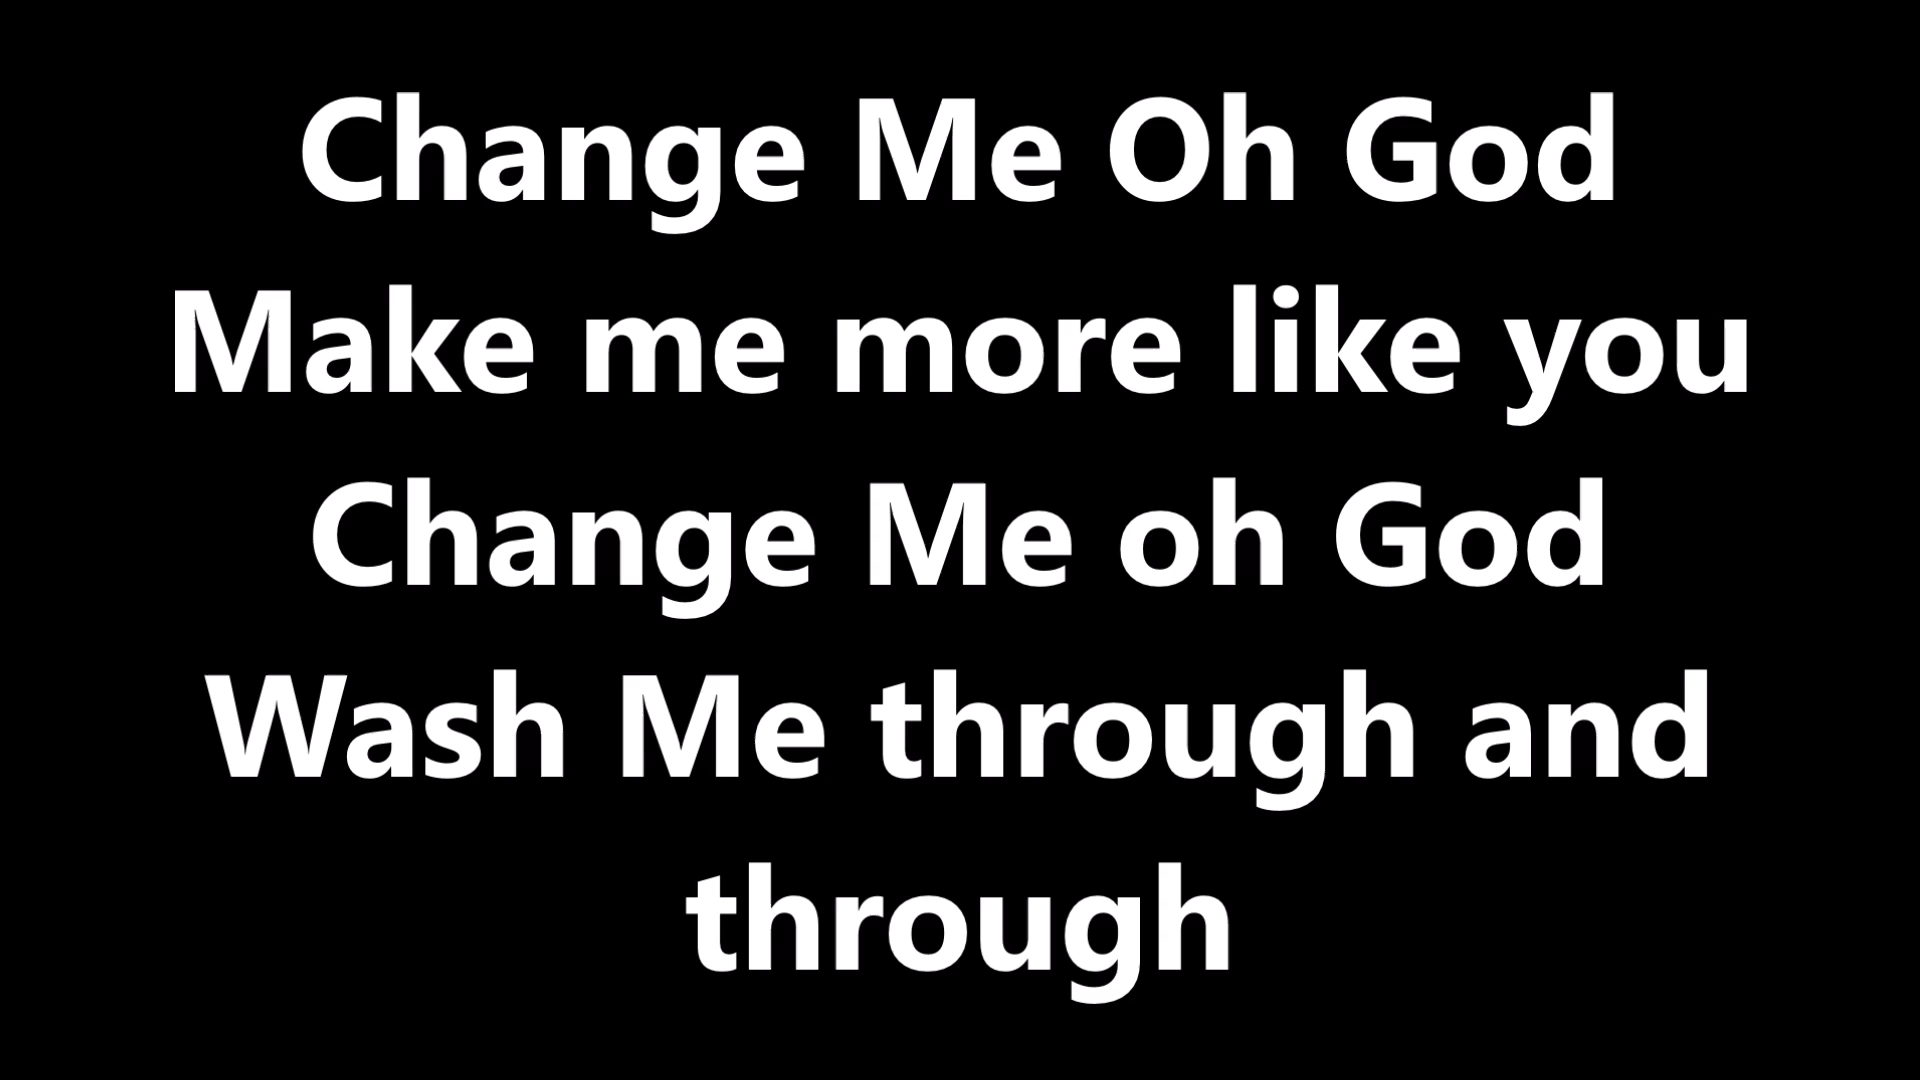 Change Me Oh God
Make me more like you
Change Me oh God
Wash Me through and
through